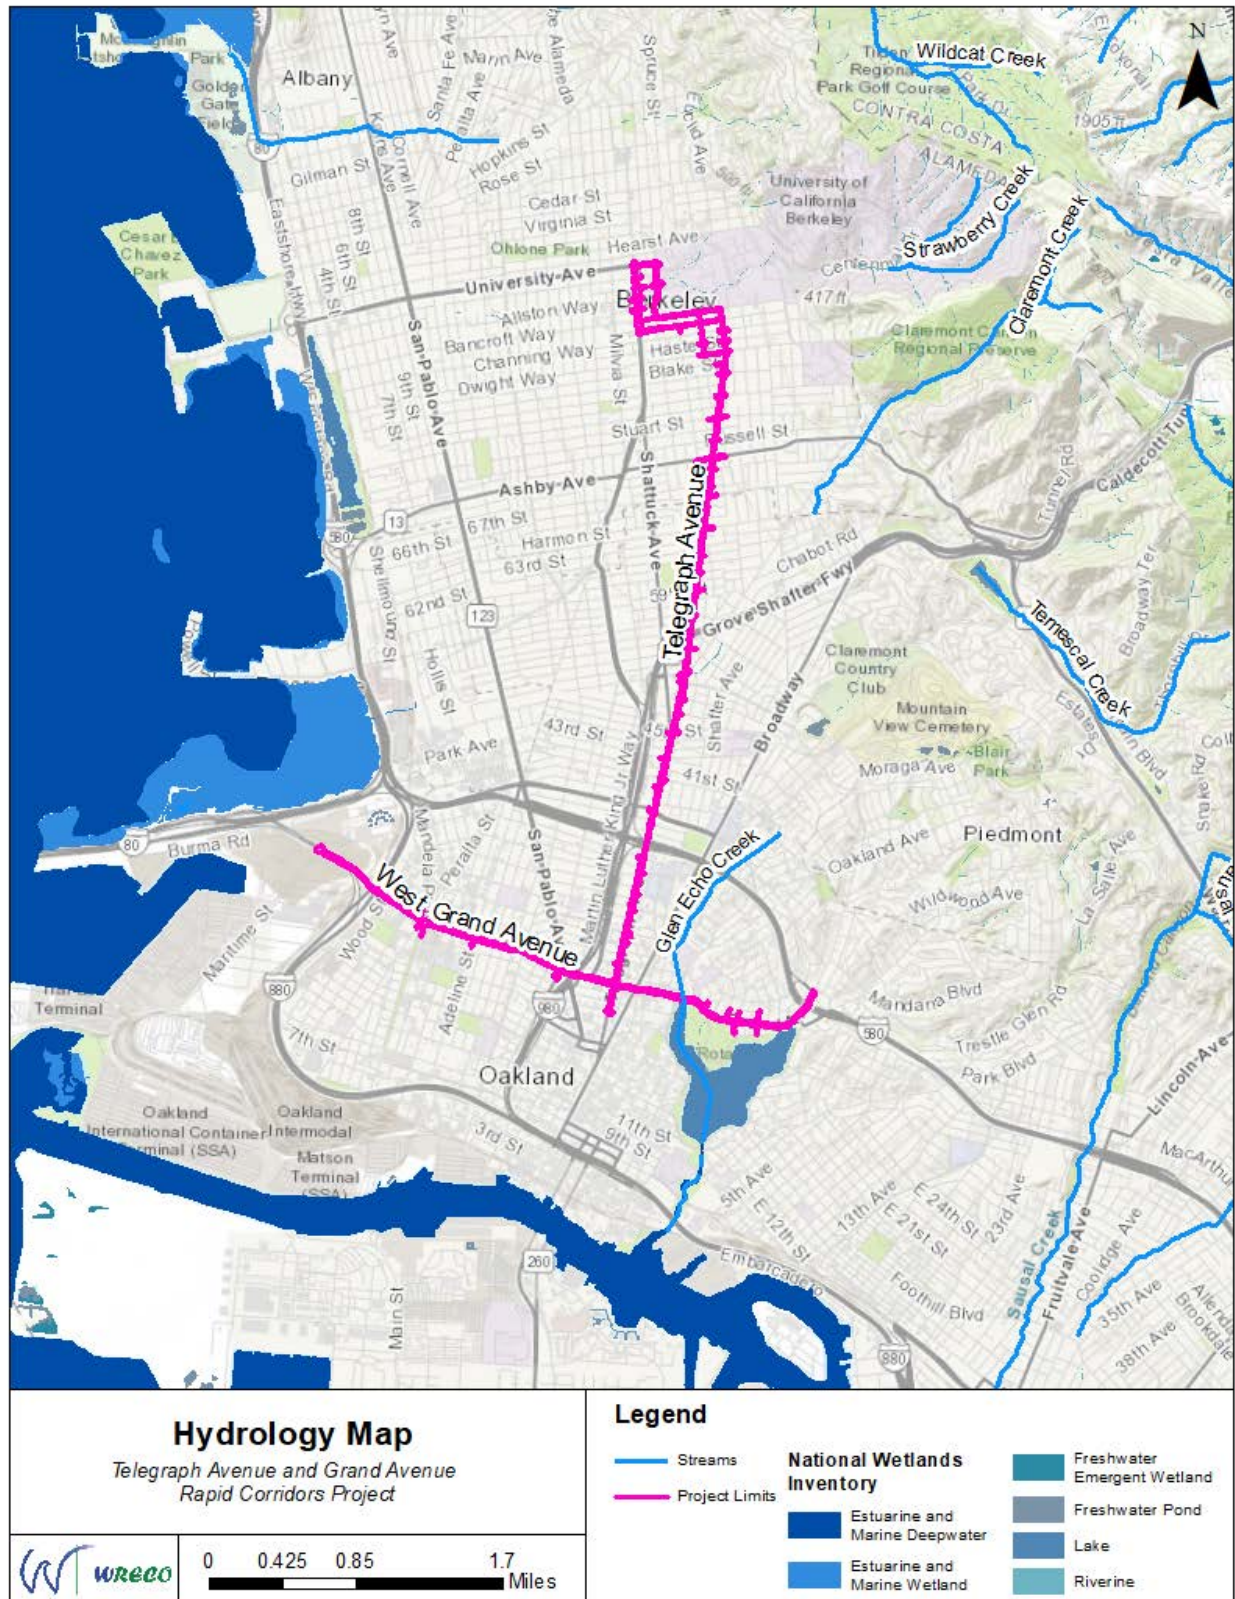 N
Albany
Marin Ave
Santa Fe Ave
Peralta Ave
Spruce St
Euclid Ave
Wildcat Creek
Tilden
Regional
Park Golf Course
Park Dr
CONTRA COSTA
ALAMEDA
1905 ft
Park
Golden
Gate
Field
80
Gilman St
Hopkins St
Rose St
Cornell Ave
Cedar St
Virginia St
500 ft
University of
California
Berkeley
Strawberry Creek
Claremont Creek
8th St
6th St
4th St
Eastshore Hwy
Cesar
Chavez
Park
Ohlone Park
Hearst Ave
University Ave
Berkeley
417 ft
Allston Way
Bancroft Way
Channing Way
Dwight Way
Milvia St
Haste
Blake St
Claremont Canyon
Regional Preserve
San Pablo Ave
9th St
7th St
Stuart St
Russell St
Shattuck Ave
Telegraph Avenue
Ashby Ave
Tunnel Rd
Caldecott Tun
13
67th St
66th St
Harmon St
63rd St
580
Shellmound St
62nd St
123
Chabot Rd
Grove Shafter Fwy
Broadway Ter
Temescal Creek
Powell
Hollis St
Claremont
Country
Club
Mountain
View Cemetery
Shafter Ave
Broadway
Estates Dr
43rd St
45th St
Park Ave
41st St
Moraga Ave
Blair
Park
80
Burma Rd
Mandela P
Peralta St
San Pablo Av
Martin Luther King Jr Way
Glen Echo Creek
Oakland Ave
Piedmont
Wildwood Ave
La Salle Ave
West Grand Avenue
Maritime St
Wood St
Adeline St
880
980
Mandana Blvd
580
Trestle Glen Rd
Park Blvd
Lincoln Ave
Terminal
7th St
Oakland
Oakland
International Container
Terminal (SSA)
Oakland
Intermodal
Matson
Terminal
(SSA)
3rd St
11th St
9th St
5th Ave
E 12th St
13th Ave
E 21st St
E 24th St
23rd Ave
MacArthur
Embarcadero
260
Main St
Foothill Blvd
Sausal Creek
Fruitvale Ave
Coolidge Ave
35th Ave
38th Ave
880
Hydrology Map
Telegraph Avenue and Grand Avenue
Rapid Corridors Project
WRECO
0 0.425 0.85 1.7
Miles
Legend
Streams
Project Limits
National Wetlands
Inventory
Estuarine and
Marine Deepwater
Estuarine and
Marine Wetland
Freshwater
Emergent Wetland
Freshwater Pond
Lake
Riverine